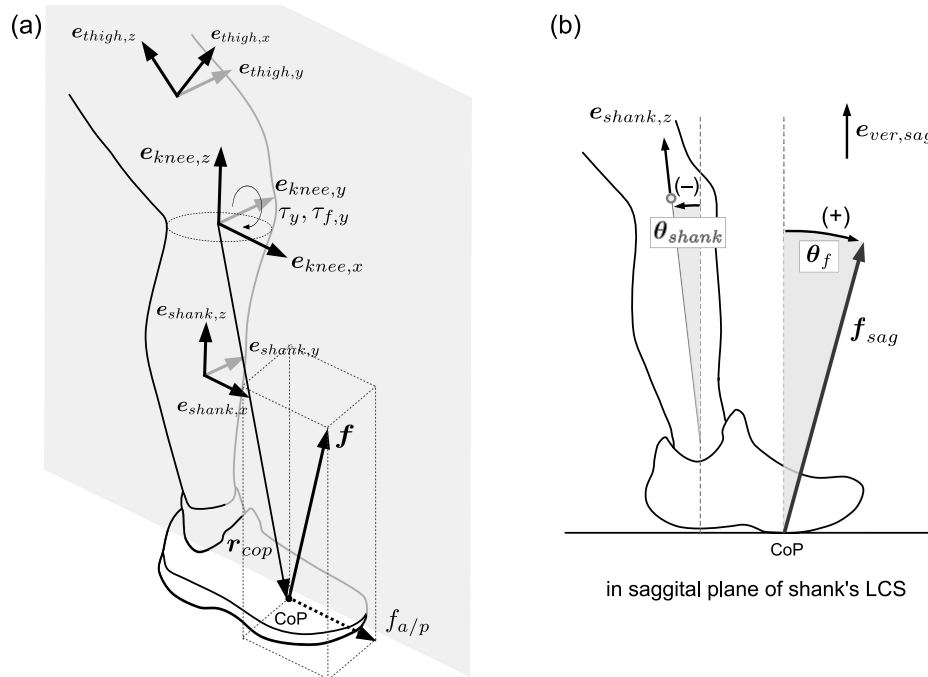 (a)
e_thigh,z
e_thigh,x
e_thigh,y
e_knee,z
e_knee,y
τ_y, τ_f,y
e_knee,x
e_shank,z
e_shank,y
e_shank,x
f
r_cop
CoP
f_a/p
(b)
e_shank,z
e_ver,sag
(−)
(+)
θ_shank
θ_f
f_sag
CoP
in saggital plane of shank's LCS